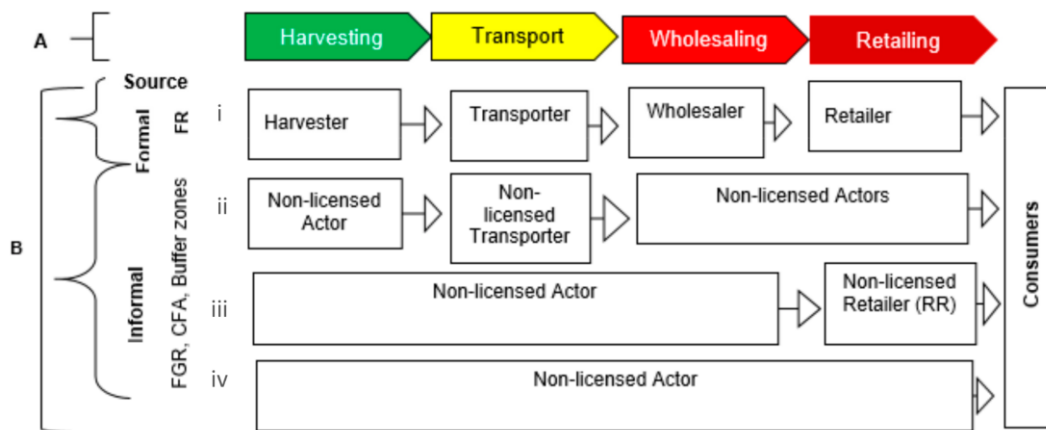 A
Harvesting
Transport
Wholesaling
Retailing
Source
B
Formal
FR
i
Harvester
Transporter
Wholesaler
Retailer
Informal
FGR, CFA, Buffer zones
ii
Non-licensed
Actor
Non-
licensed
Transporter
Non-licensed Actors
iii
Non-licensed Actor
Non-licensed
Retailer (RR)
iv
Non-licensed Actor
Consumers